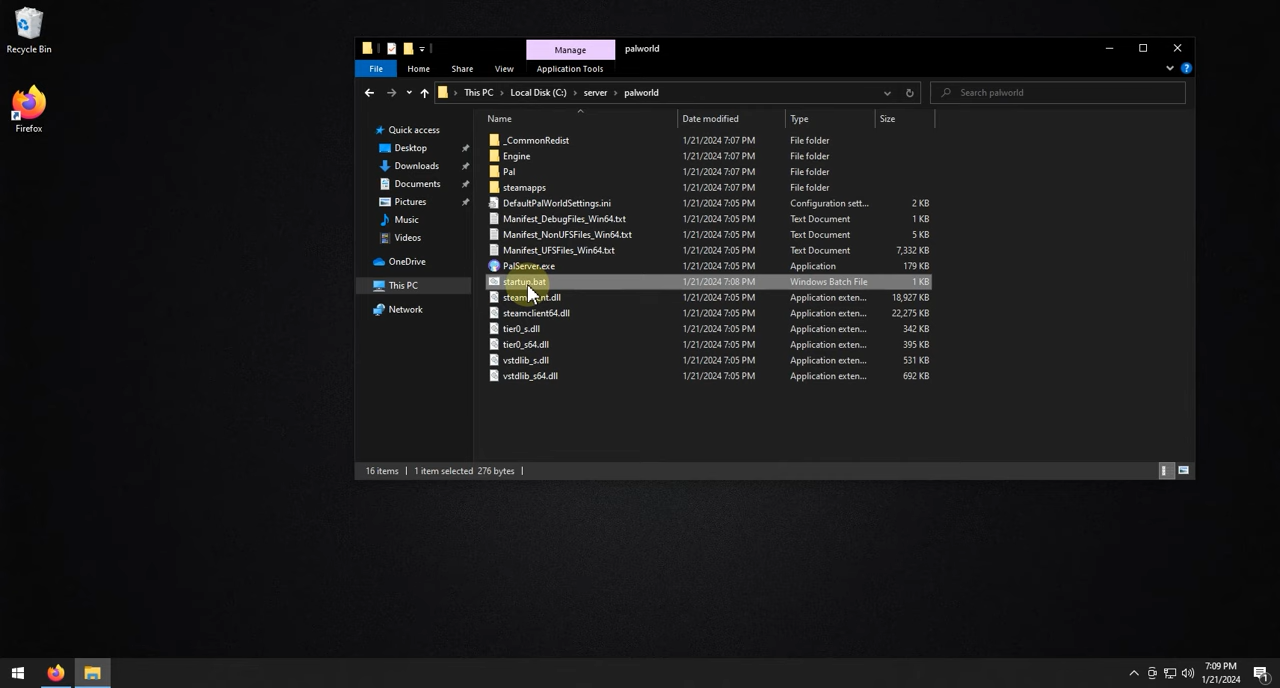 Recycle Bin
Firefox
Manage
palworld
File
Home
Share
View
Application Tools
This PC
Local Disk (C:)
server
palworld
Search palworld
Quick access
Desktop
Downloads
Documents
Pictures
Music
Videos
OneDrive
This PC
Network
Name Date modified Type Size
_CommonRedist 1/21/2024 7:07 PM File folder
Engine 1/21/2024 7:07 PM File folder
Pal 1/21/2024 7:07 PM File folder
steamapps 1/21/2024 7:07 PM File folder
DefaultPalWorldSettings.ini 1/21/2024 7:05 PM Configuration sett... 2 KB
Manifest_DebugFiles_Win64.txt 1/21/2024 7:05 PM Text Document 1 KB
Manifest_NonUFSFiles_Win64.txt 1/21/2024 7:05 PM Text Document 5 KB
Manifest_UFSFiles_Win64.txt 1/21/2024 7:05 PM Text Document 7,332 KB
PalServer.exe 1/21/2024 7:05 PM Application 179 KB
startup.bat 1/21/2024 7:08 PM Windows Batch File 1 KB
1/21/2024 7:05 PM Application exten... 18,927 KB
steamclient64.dll 1/21/2024 7:05 PM Application exten... 22,275 KB
tier0_s.dll 1/21/2024 7:05 PM Application exten... 342 KB
tier0_s64.dll 1/21/2024 7:05 PM Application exten... 395 KB
vstdlib_s.dll 1/21/2024 7:05 PM Application exten... 531 KB
vstdlib_s64.dll 1/21/2024 7:05 PM Application exten... 692 KB
16 items
1 item selected 276 bytes
7:09 PM
1/21/2024
1